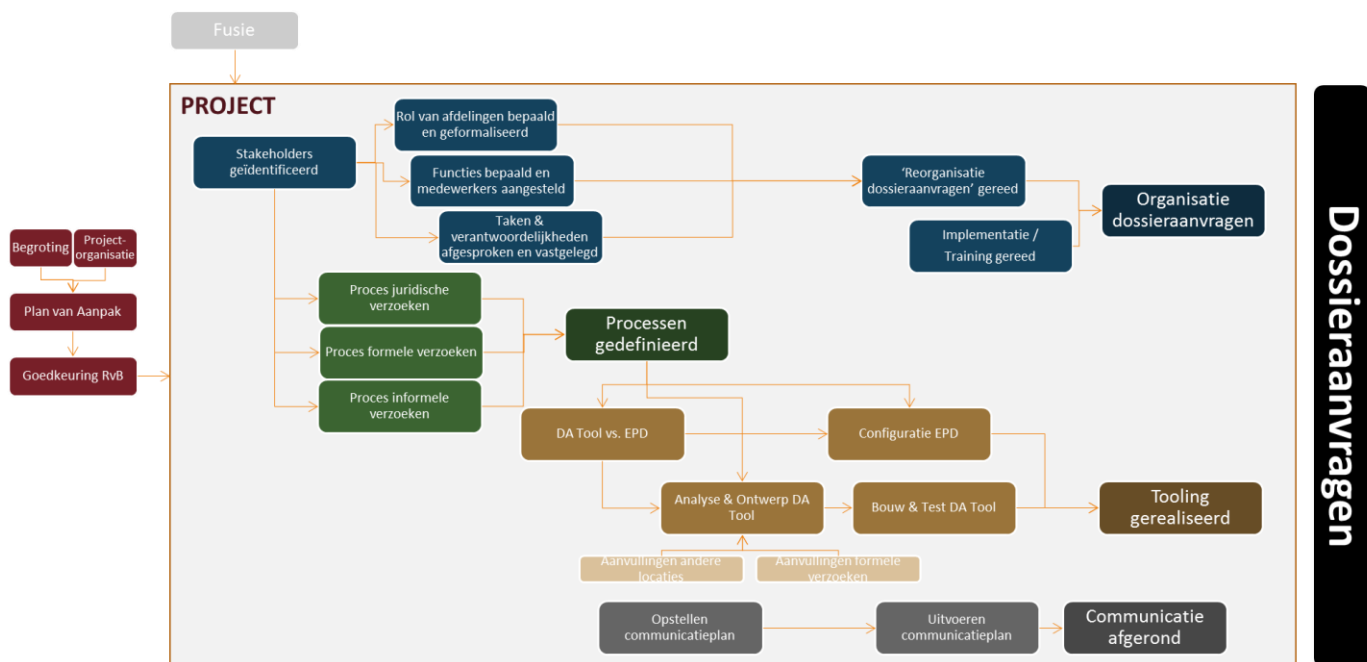 Fusie
PROJECT
Rol van afdelingen bepaald
en geformaliseerd
Stakeholders
geïdentificeerd
Functies bepaald en
medewerkers aangesteld
Taken &
verantwoordelijkheden
afgesproken en vastgelegd
‘Reorganisatie
dossieraanvragen’ gereed
Implementatie /
Training gereed
Organisatie
dossieraanvragen
Begroting
Project-
organisatie
Plan van Aanpak
Goedkeuring RvB
Proces juridische
verzoeken
Proces formele verzoeken
Proces informele
verzoeken
Processen
gedefinieerd
DA Tool vs. EPD
Configuratie EPD
Analyse & Ontwerp DA
Tool
Bouw & Test DA Tool
Tooling
gerealiseerd
Aanvullingen andere
locaties
Aanvullingen formele
verzoeken
Opstellen
communicatieplan
Uitvoeren
communicatieplan
Communicatie
afgerond
Dossieraanvragen